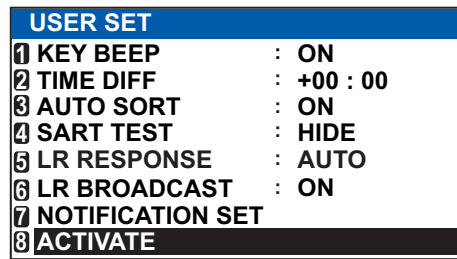 USER SET
1 KEY BEEP : ON
2 TIME DIFF : +00 : 00
3 AUTO SORT : ON
4 SART TEST : HIDE
5 LR RESPONSE : AUTO
6 LR BROADCAST : ON
7 NOTIFICATION SET
8 ACTIVATE